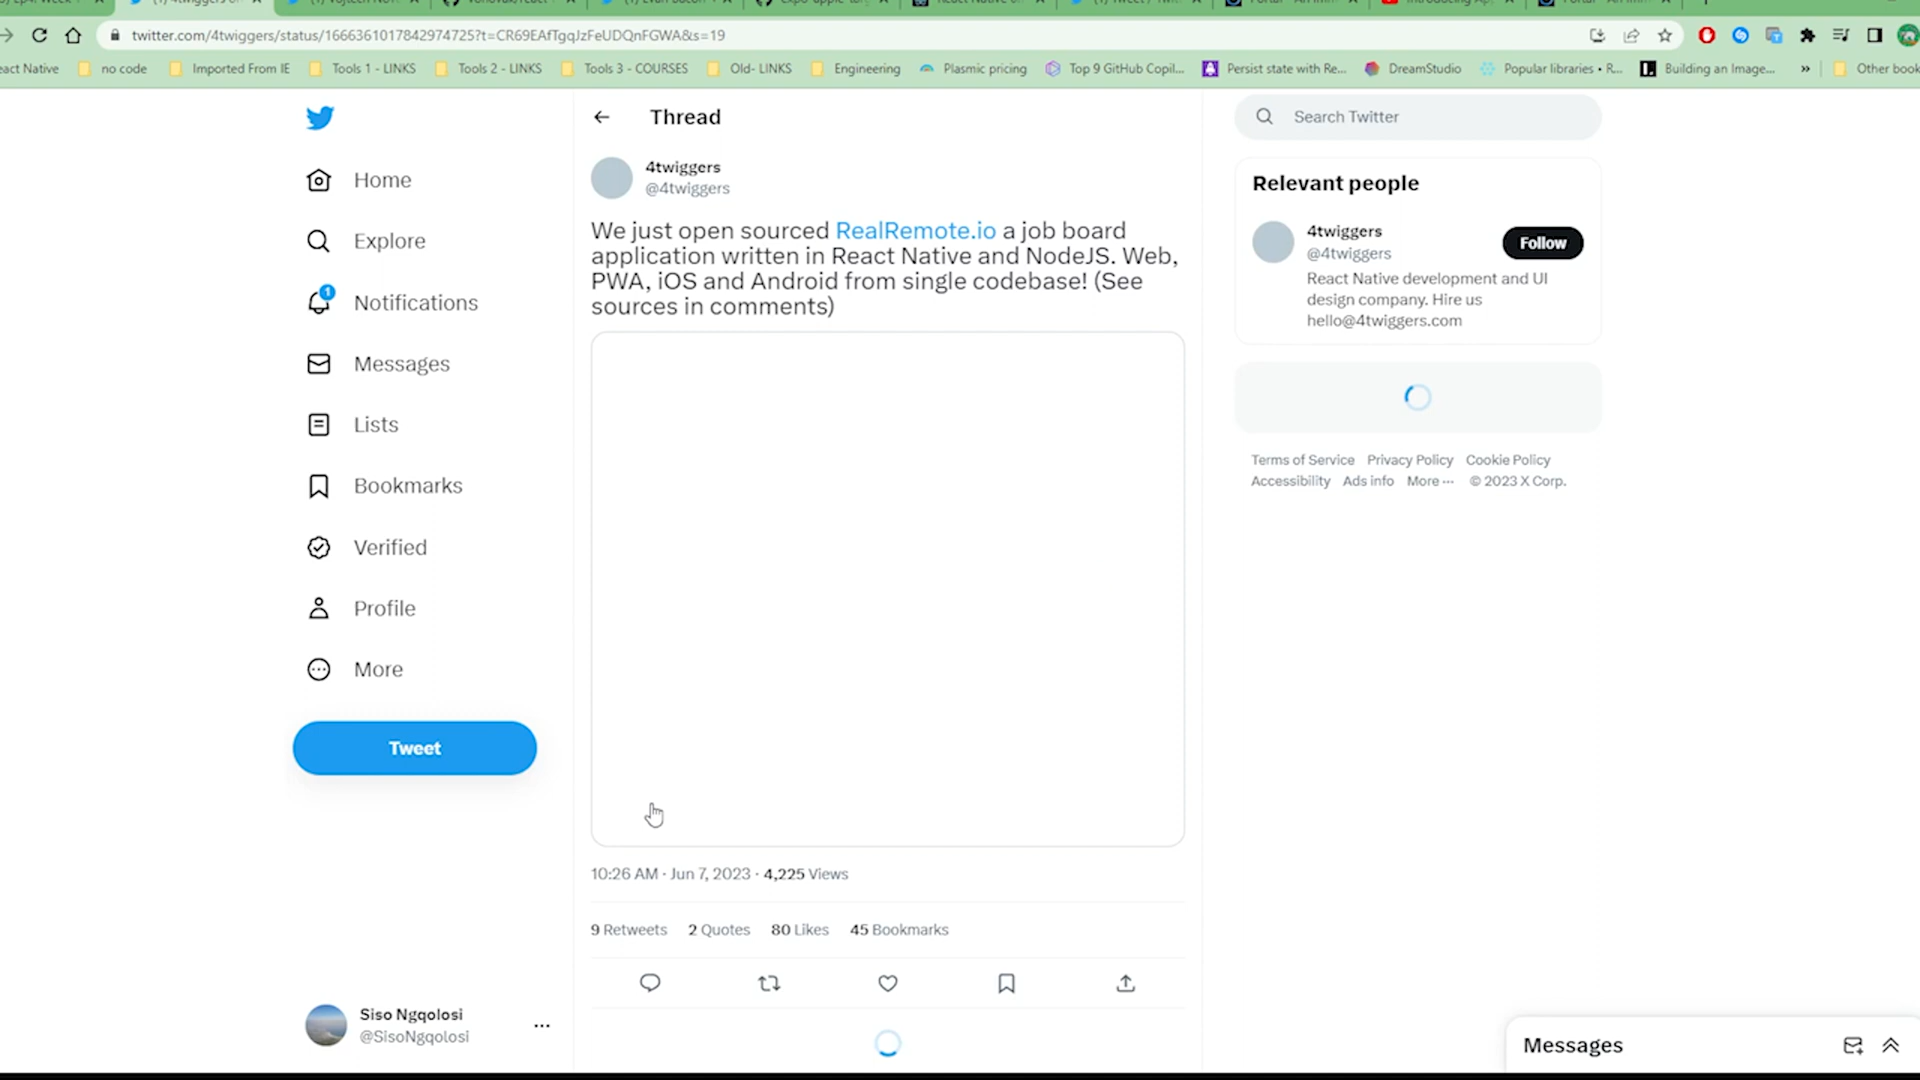 twitter.com/4twiggers/status/1666361017842974725?t=CR69EAfTgqJzFeUDQnFGWA&s=19
act Native
no code
Imported From IE
Tools 1 - LINKS
Tools 2 - LINKS
Tools 3 - COURSES
Old- LINKS
Engineering
Plasmic pricing
Top 9 GitHub Copil...
Persist state with Re...
DreamStudio
Popular libraries • R...
Building an Image...
»
Other book
Home
Explore
1
Notifications
Messages
Lists
Bookmarks
Verified
Profile
More
Tweet
Siso Ngqolosi
@SisoNgqolosi
Thread
4twiggers
@4twiggers
We just open sourced RealRemote.io a job board
application written in React Native and NodeJS. Web,
PWA, iOS and Android from single codebase! (See
sources in comments)
10:26 AM · Jun 7, 2023 · 4,225 Views
9 Retweets 2 Quotes 80 Likes 45 Bookmarks
Search Twitter
Relevant people
4twiggers
@4twiggers
Follow
React Native development and UI
design company. Hire us
hello@4twiggers.com
Terms of Service Privacy Policy Cookie Policy
Accessibility Ads info More ··· © 2023 X Corp.
Messages